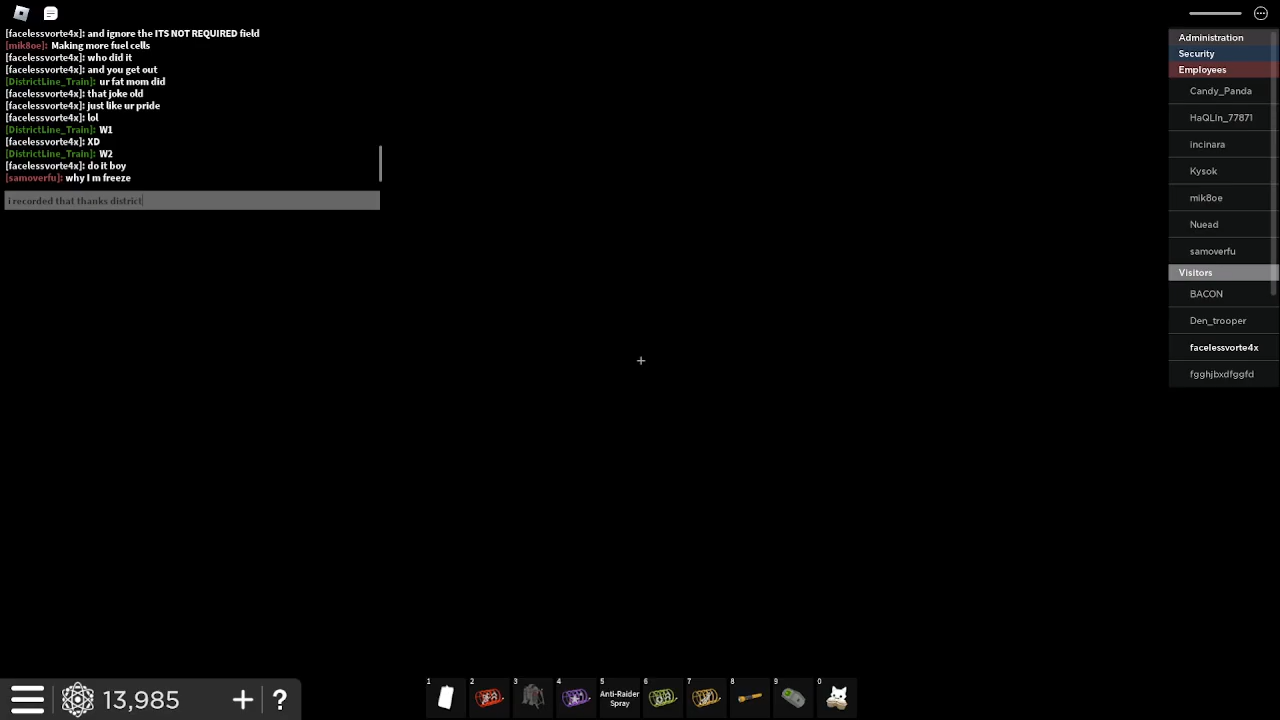 [facelessvorte4x]: and ignore the ITS NOT REQUIRED field
[mik8oe]: Making more fuel cells
[facelessvorte4x]: who did it
[facelessvorte4x]: and you get out
[DistrictLine_Train]: ur fat mom did
[facelessvorte4x]: that joke old
[facelessvorte4x]: just like ur pride
[facelessvorte4x]: lol
[DistrictLine_Train]: W1
[facelessvorte4x]: XD
[DistrictLine_Train]: W2
[facelessvorte4x]: do it boy
[samoverfu]: why I m freeze
i recorded that thanks district
Administration
Security
Employees
Candy_Panda
HaQLIn_77871
incinara
Kysok
mik8oe
Nuead
samoverfu
Visitors
BACON
Den_trooper
facelessvorte4x
fgghjbxdfggfd
13,985
+
?
1
2
3
4
5
Anti-Raider
Spray
6
7
8
9
0